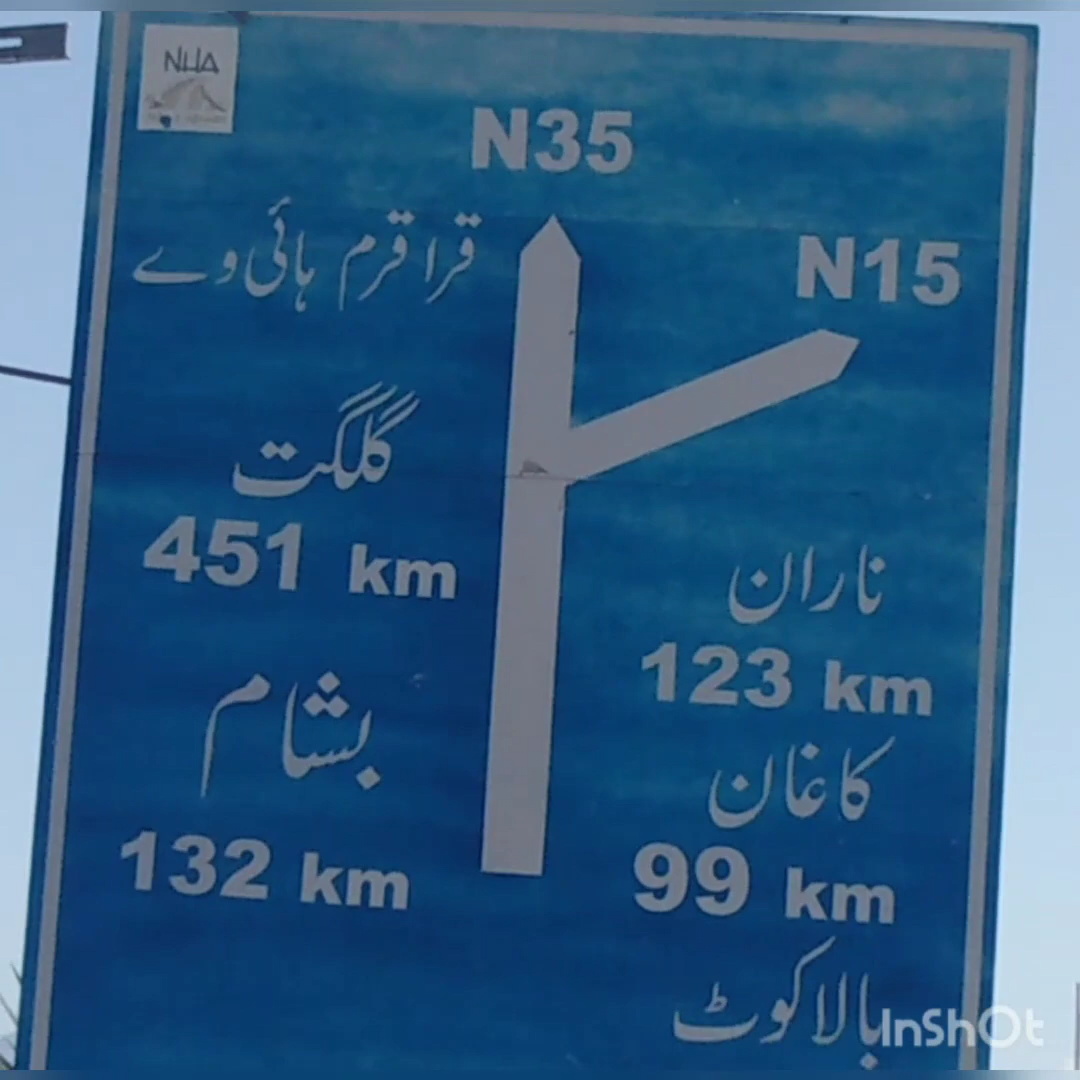 NHA
N35
قراقرم ہائی وے
گلگت
451 km
بشام
132 km
N15
ناران
123 km
کاغان
99 km
بالاکوٹ
InShOt